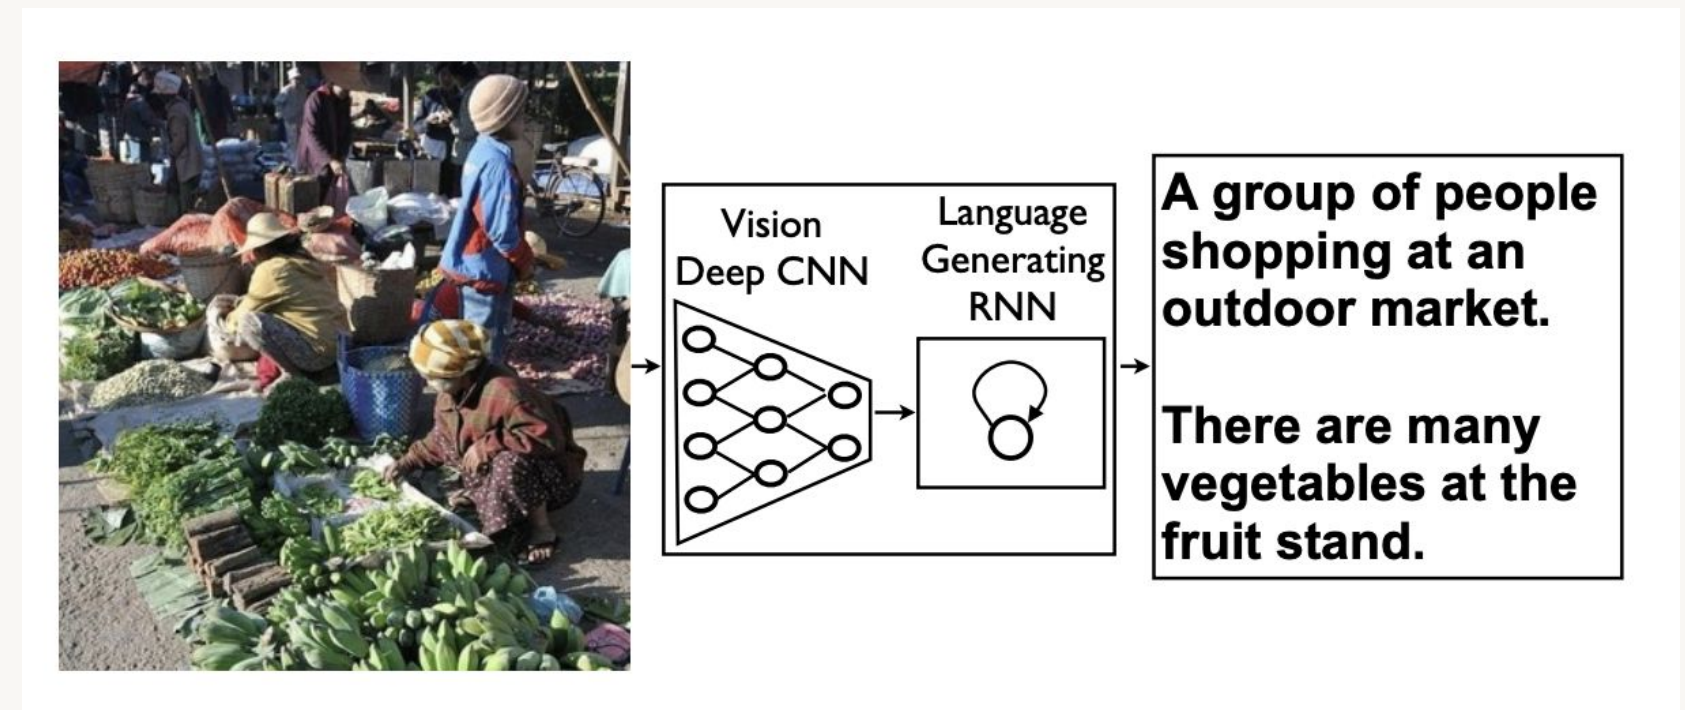 Vision
Deep CNN
Language
Generating
RNN
A group of people
shopping at an
outdoor market.
There are many
vegetables at the
fruit stand.